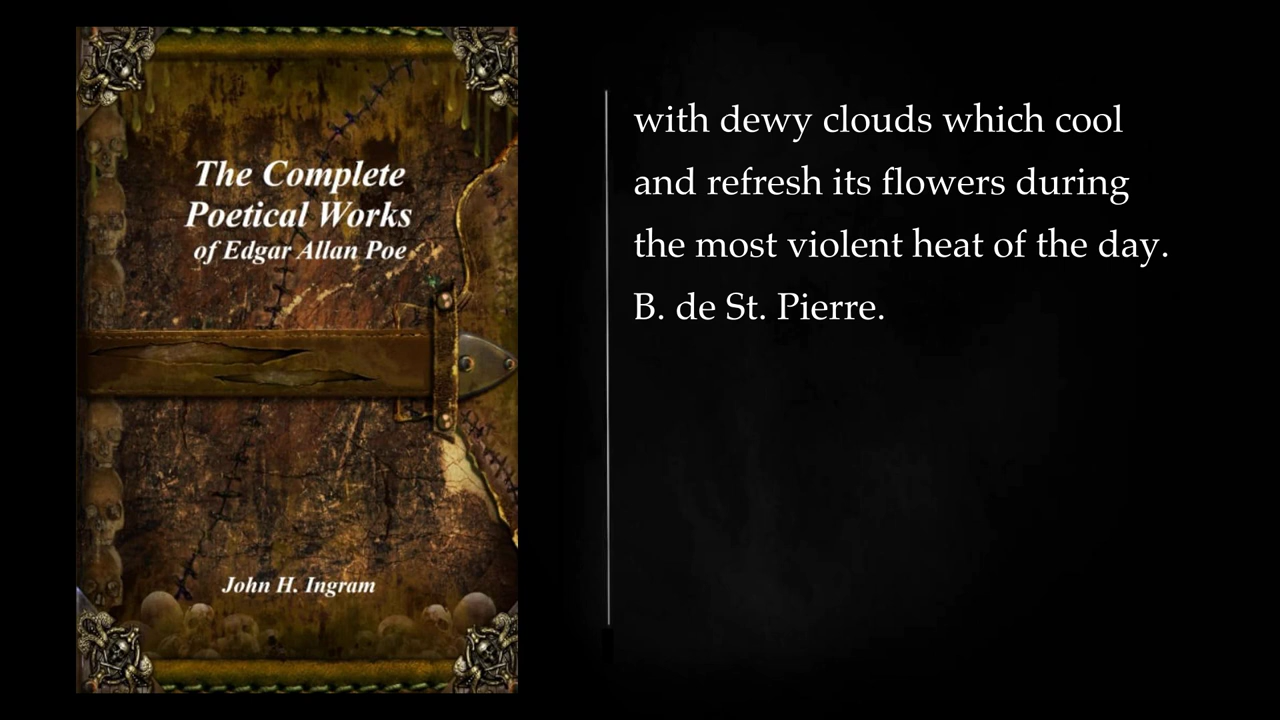 The Complete
Poetical Works
of Edgar Allan Poe
John H. Ingram
with dewy clouds which cool
and refresh its flowers during
the most violent heat of the day.
B. de St. Pierre.